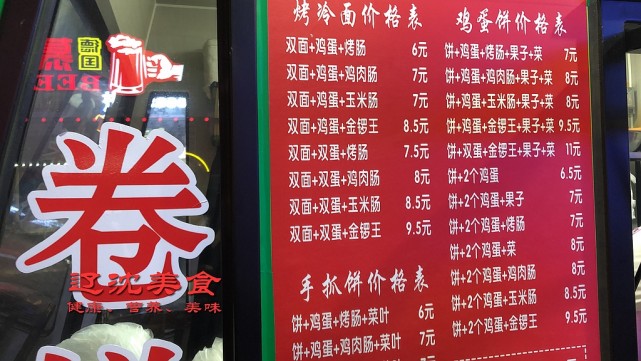 德国
BEE
卷
辽沈美食
健康、营养、美味
烤冷面价格表
双面+鸡蛋+烤肠 6元
双面+鸡蛋+鸡肉肠 7元
双面+鸡蛋+玉米肠 7元
双面+鸡蛋+金锣王 8.5元
双面+双蛋+烤肠 7.5元
双面+双蛋+鸡肉肠 8元
双面+双蛋+玉米肠 8.5元
双面+双蛋+金锣王 9.5元
手抓饼价格表
饼+鸡蛋+烤肠+菜叶 6元
饼+鸡蛋+鸡肉肠+菜叶 7元
鸡蛋饼价格表
饼+鸡蛋+烤肠+果子+菜 7元
饼+鸡蛋+鸡肉肠+果子+菜 8元
饼+鸡蛋+玉米肠+果子+菜 8元
饼+鸡蛋+金锣王+果子+菜 9.5元
饼+双蛋+金锣王+果子+菜 11元
饼+2个鸡蛋 6.5元
饼+2个鸡蛋+果子 7元
饼+2个鸡蛋+烤肠 7元
饼+2个鸡蛋+菜 8元
饼+2个鸡蛋+鸡肉肠 8元
饼+2个鸡蛋+玉米肠 8.5元
饼+2个鸡蛋+金锣王 9.5元